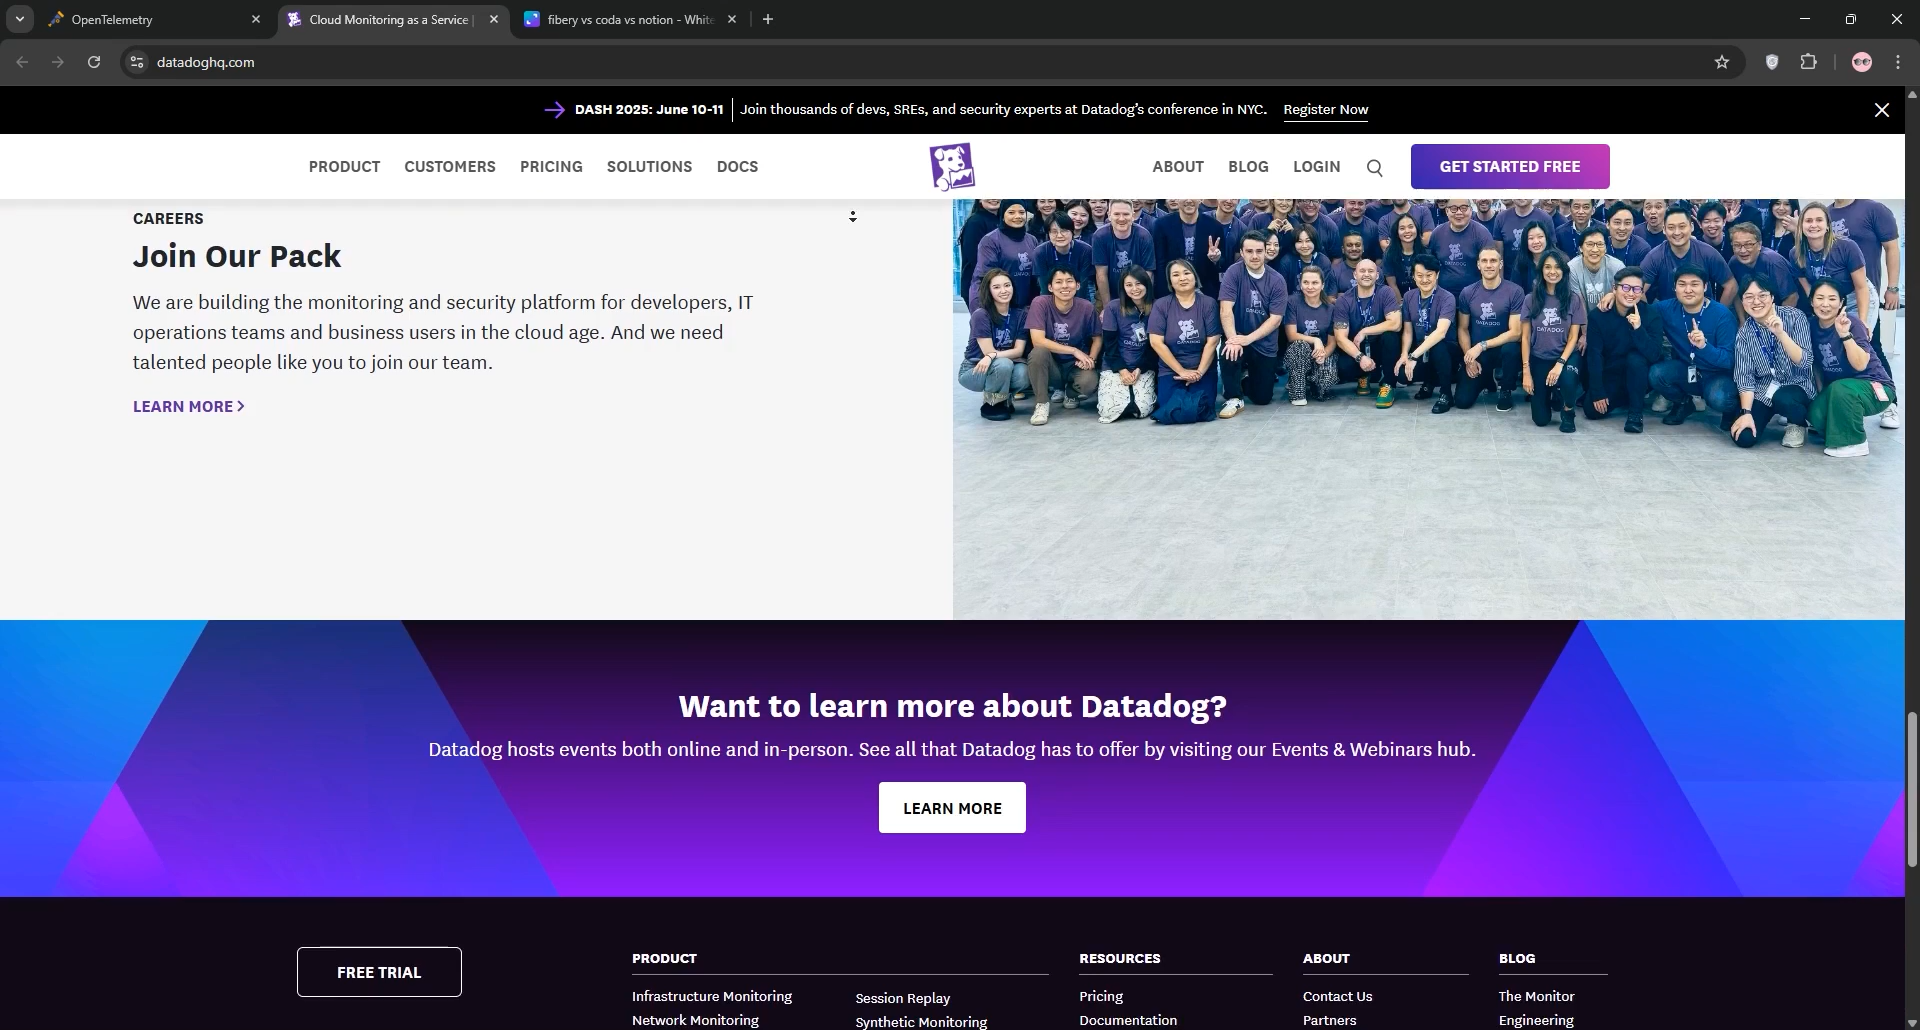 OpenTelemetry
Cloud Monitoring as a Service |
fibery vs coda vs notion - White
datadoghq.com
DASH 2025: June 10-11 Join thousands of devs, SREs, and security experts at Datadog's conference in NYC. Register Now
PRODUCT CUSTOMERS PRICING SOLUTIONS DOCS ABOUT BLOG LOGIN GET STARTED FREE
CAREERS
Join Our Pack
We are building the monitoring and security platform for developers, IT
operations teams and business users in the cloud age. And we need
talented people like you to join our team.
LEARN MORE
Want to learn more about Datadog?
Datadog hosts events both online and in-person. See all that Datadog has to offer by visiting our Events & Webinars hub.
LEARN MORE
FREE TRIAL
PRODUCT
Infrastructure Monitoring
Network Monitoring
Session Replay
Synthetic Monitoring
RESOURCES
Pricing
Documentation
ABOUT
Contact Us
Partners
BLOG
The Monitor
Engineering